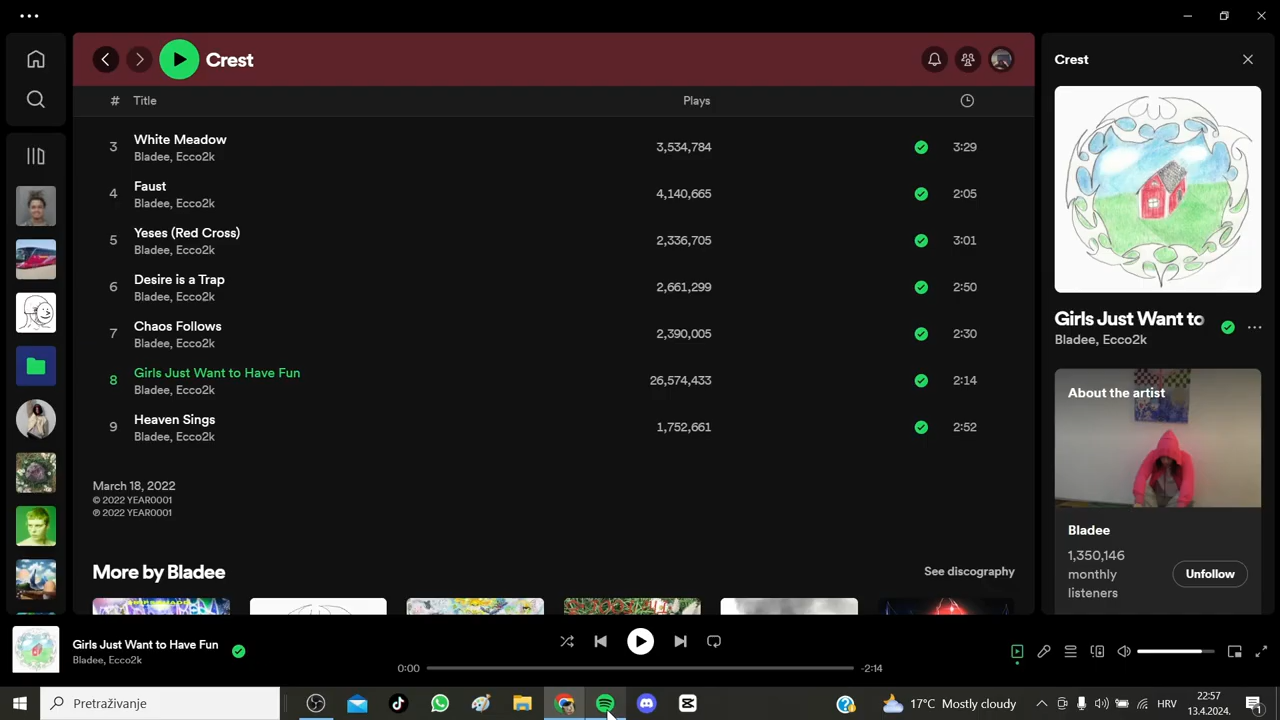 Crest
# Title Plays
3 White Meadow 3,534,784 3:29
Bladee, Ecco2k
4 Faust 4,140,665 2:05
Bladee, Ecco2k
5 Yeses (Red Cross) 2,336,705 3:01
Bladee, Ecco2k
6 Desire is a Trap 2,661,299 2:50
Bladee, Ecco2k
7 Chaos Follows 2,390,005 2:30
Bladee, Ecco2k
8 Girls Just Want to Have Fun 26,574,433 2:14
Bladee, Ecco2k
9 Heaven Sings 1,752,661 2:52
Bladee, Ecco2k
March 18, 2022
© 2022 YEAR0001
℗ 2022 YEAR0001
More by Bladee See discography
Crest
Girls Just Want to
Bladee, Ecco2k
About the artist
Bladee
1,350,146
monthly
listeners
Unfollow
Girls Just Want to Have Fun
Bladee, Ecco2k
0:00 -2:14
Pretraživanje
17°C Mostly cloudy
HRV
22:57
13.4.2024.
1